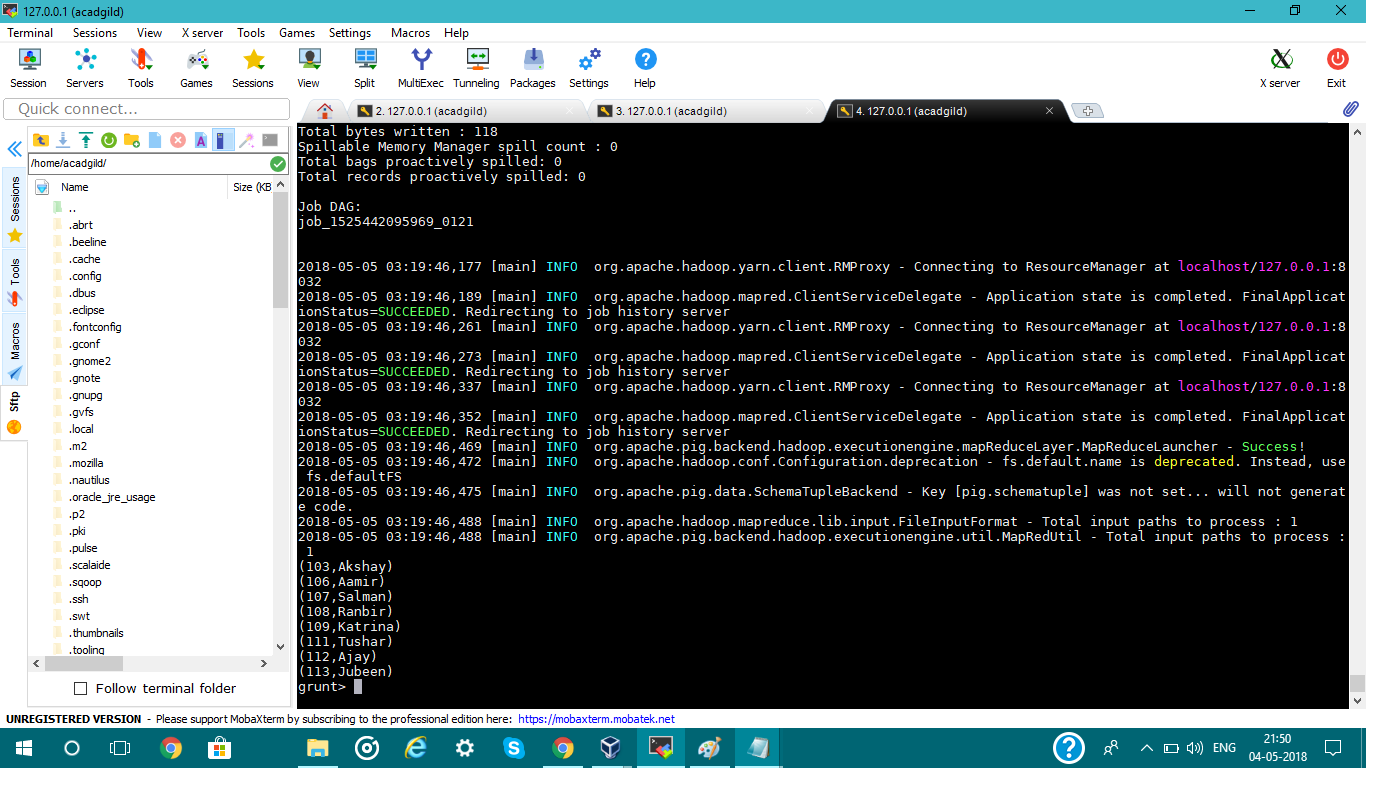 127.0.0.1 (acadgild)
Terminal Sessions View X server Tools Games Settings Macros Help
Session Servers Tools Games Sessions View Split MultiExec Tunneling Packages Settings Help X server Exit
Quick connect...
2. 127.0.0.1 (acadgild) 3. 127.0.0.1 (acadgild) 4. 127.0.0.1 (acadgild)
/home/acadgild/
Name Size (KB
..
.abrt
.beeline
.cache
.config
.dbus
.eclipse
.fontconfig
.gconf
.gnome2
.gnote
.gnupg
.gvfs
.local
.m2
.mozilla
.nautilus
.oracle_jre_usage
.p2
.pki
.pulse
.scalaide
.sqoop
.ssh
.swt
.thumbnails
.tooling
Sessions
Tools
Macros
Sftp
Follow terminal folder
Total bytes written : 118
Spillable Memory Manager spill count : 0
Total bags proactively spilled: 0
Total records proactively spilled: 0
Job DAG:
job_1525442095969_0121
2018-05-05 03:19:46,177 [main] INFO  org.apache.hadoop.yarn.client.RMProxy - Connecting to ResourceManager at localhost/127.0.0.1:8
032
2018-05-05 03:19:46,189 [main] INFO  org.apache.hadoop.mapred.ClientServiceDelegate - Application state is completed. FinalApplicat
ionStatus=SUCCEEDED. Redirecting to job history server
2018-05-05 03:19:46,261 [main] INFO  org.apache.hadoop.yarn.client.RMProxy - Connecting to ResourceManager at localhost/127.0.0.1:8
032
2018-05-05 03:19:46,273 [main] INFO  org.apache.hadoop.mapred.ClientServiceDelegate - Application state is completed. FinalApplicat
ionStatus=SUCCEEDED. Redirecting to job history server
2018-05-05 03:19:46,337 [main] INFO  org.apache.hadoop.yarn.client.RMProxy - Connecting to ResourceManager at localhost/127.0.0.1:8
032
2018-05-05 03:19:46,352 [main] INFO  org.apache.hadoop.mapred.ClientServiceDelegate - Application state is completed. FinalApplicat
ionStatus=SUCCEEDED. Redirecting to job history server
2018-05-05 03:19:46,469 [main] INFO  org.apache.pig.backend.hadoop.executionengine.mapReduceLayer.MapReduceLauncher - Success!
2018-05-05 03:19:46,472 [main] INFO  org.apache.hadoop.conf.Configuration.deprecation - fs.default.name is deprecated. Instead, use
 fs.defaultFS
2018-05-05 03:19:46,475 [main] INFO  org.apache.pig.data.SchemaTupleBackend - Key [pig.schematuple] was not set... will not generat
e code.
2018-05-05 03:19:46,488 [main] INFO  org.apache.hadoop.mapreduce.lib.input.FileInputFormat - Total input paths to process : 1
2018-05-05 03:19:46,488 [main] INFO  org.apache.pig.backend.hadoop.executionengine.util.MapRedUtil - Total input paths to process :
 1
(103,Akshay)
(106,Aamir)
(107,Salman)
(108,Ranbir)
(109,Katrina)
(111,Tushar)
(112,Ajay)
(113,Jubeen)
grunt>
UNREGISTERED VERSION - Please support MobaXterm by subscribing to the professional edition here: https://mobaxterm.mobatek.net
ENG
21:50
04-05-2018